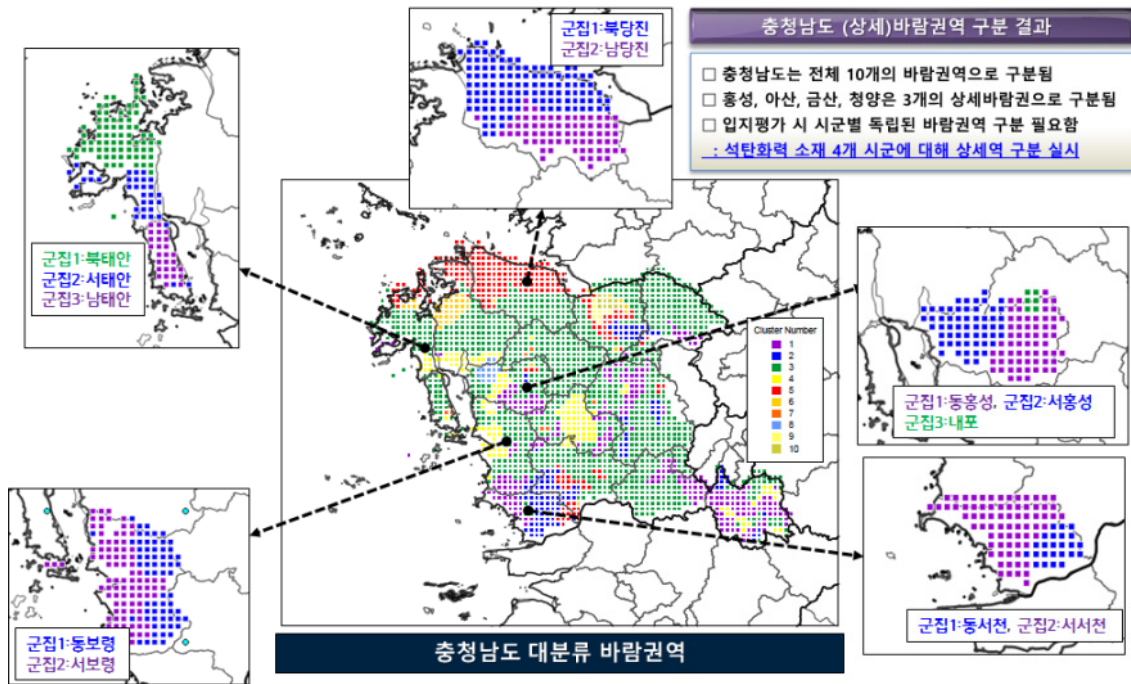 충청남도 (상세)바람권역 구분 결과
□ 충청남도는 전체 10개의 바람권역으로 구분됨
□ 홍성, 아산, 금산, 청양은 3개의 상세바람권으로 구분됨
□ 입지평가 시 시군별 독립된 바람권역 구분 필요함
: 석탄화력 소재 4개 시군에 대해 상세역 구분 실시
군집1:북당진
군집2:남당진
군집1:북태안
군집2:서태안
군집3:남태안
Cluster Number
1
2
3
4
5
6
7
8
9
10
군집1:동홍성, 군집2:서홍성
군집3:내포
군집1:동보령
군집2:서보령
군집1:동서천, 군집2:서서천
충청남도 대분류 바람권역